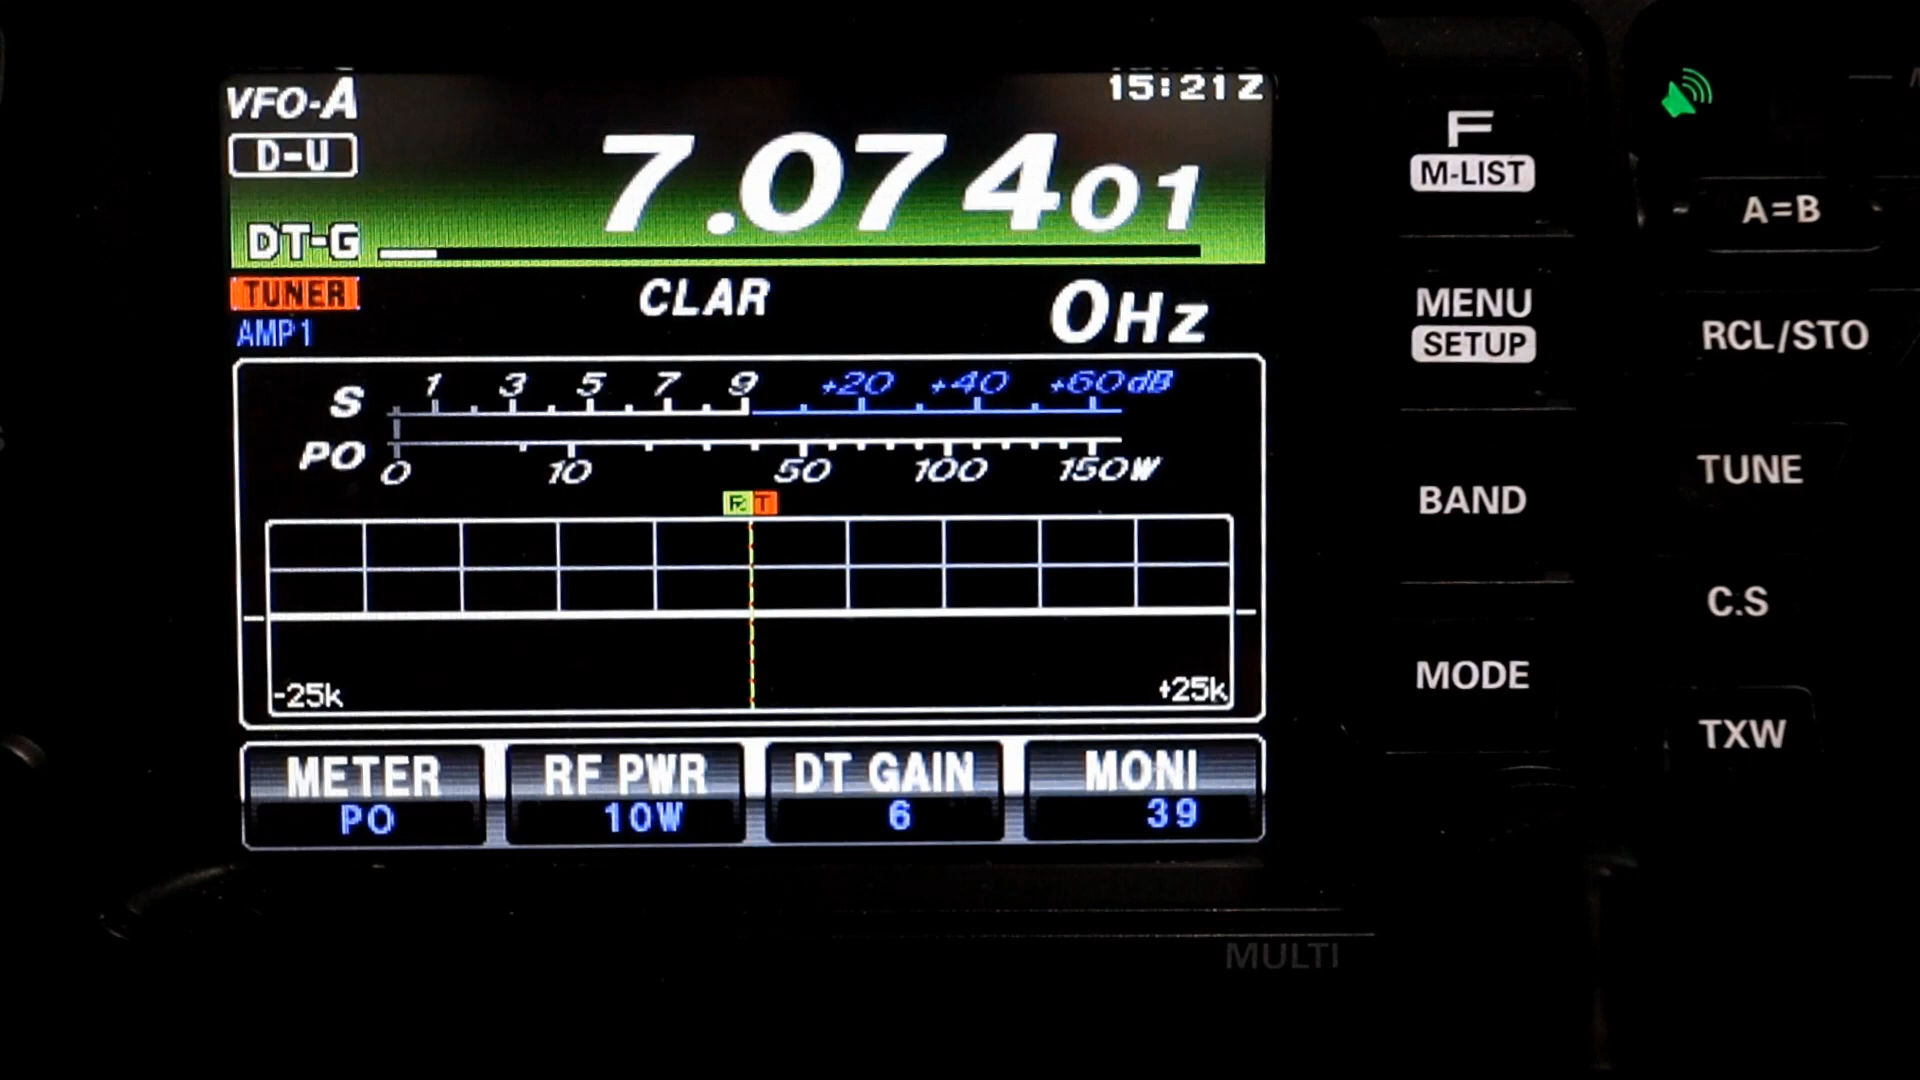 VFO-A
15:21Z
D-U
7.07401
DT-G
TUNER
CLAR
0Hz
AMP1
S 1 3 5 7 9 +20 +40 +60dB
PO 0 10 50 100 150W
R T
-25k +25k
METER RF PWR DT GAIN MONI
PO 10W 6 39
F
M-LIST
MENU
SETUP
BAND
MODE
A=B
RCL/STO
TUNE
C.S
TXW
MULTI